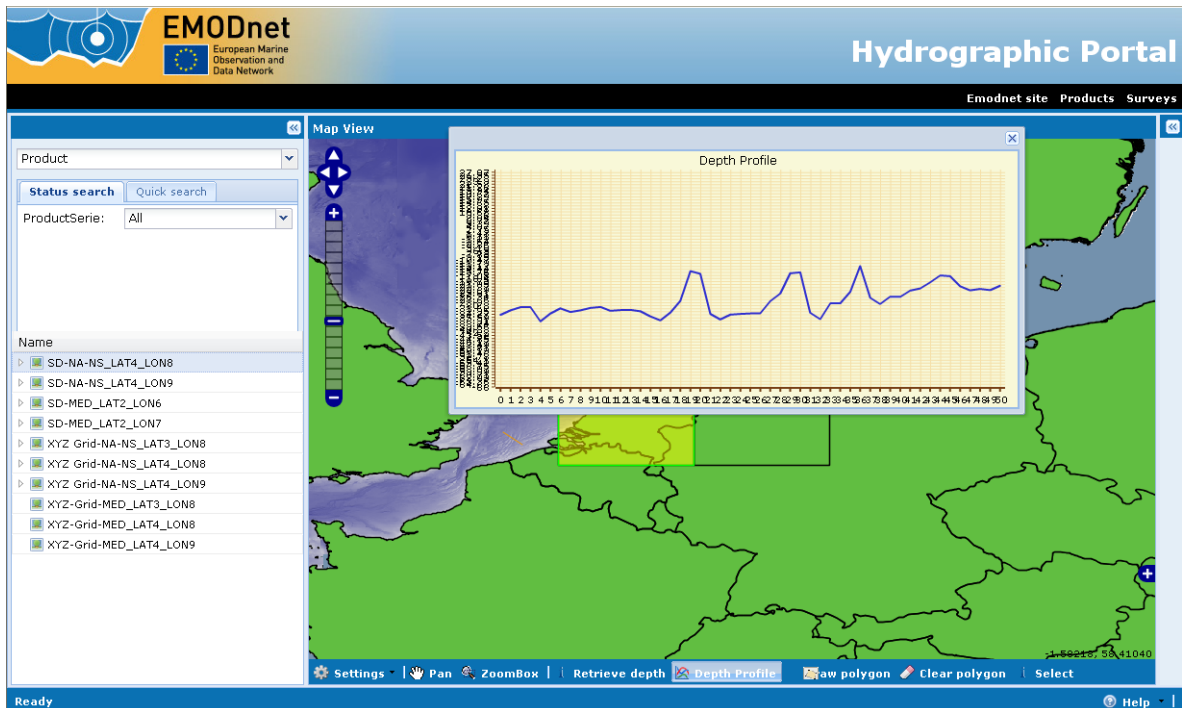 EMODnet
European Marine
Observation and
Data Network
Hydrographic Portal
Emodnet site Products Surveys
Map View
Product
Status search Quick search
ProductSerie: All
Name
SD-NA-NS_LAT4_LON8
SD-NA-NS_LAT4_LON9
SD-MED_LAT2_LON6
SD-MED_LAT2_LON7
XYZ Grid-NA-NS_LAT3_LON8
XYZ Grid-NA-NS_LAT4_LON8
XYZ Grid-NA-NS_LAT4_LON9
XYZ-Grid-MED_LAT3_LON8
XYZ-Grid-MED_LAT4_LON8
XYZ-Grid-MED_LAT4_LON9
Depth Profile
0 1 2 3 4 5 6 7 8
Settings Pan ZoomBox Retrieve depth Depth Profile aw polygon Clear polygon Select
Ready
Help